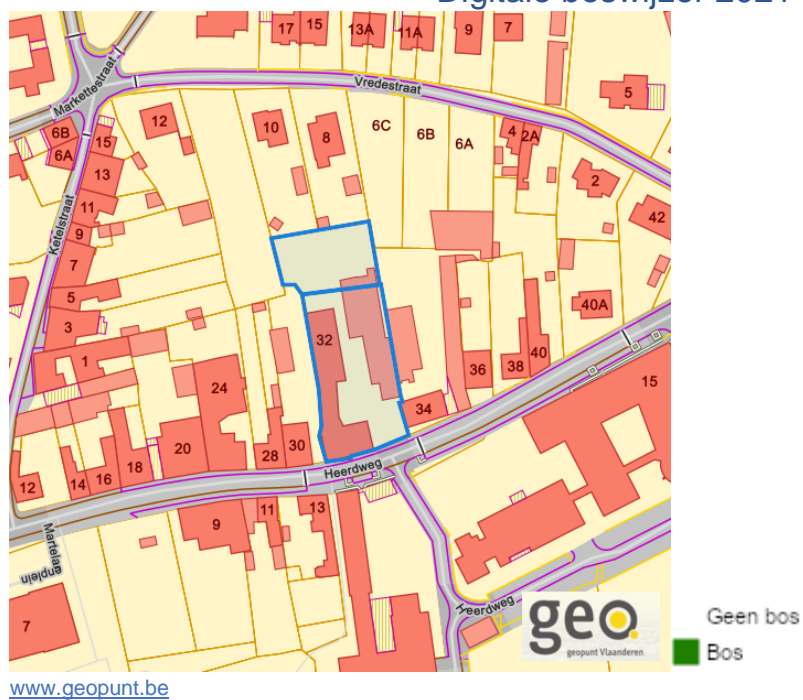 Digitale boswijzer 2021
17 15 13A 11A 9 7
Markettestraat
Vredestraat
5
6B 12 10 8 6C 6B 6A 4 2A
15
6A
13
2
11
42
Ketelstraat
9
7
5
40A
3
32
1
24
36 38 40
15
34
20
30
28
18
16
14
12
Heerdweg
9 11 13
Martelarenplein
7
Heerdweg
geo.
geopunt Vlaanderen
Geen bos
Bos
www.geopunt.be